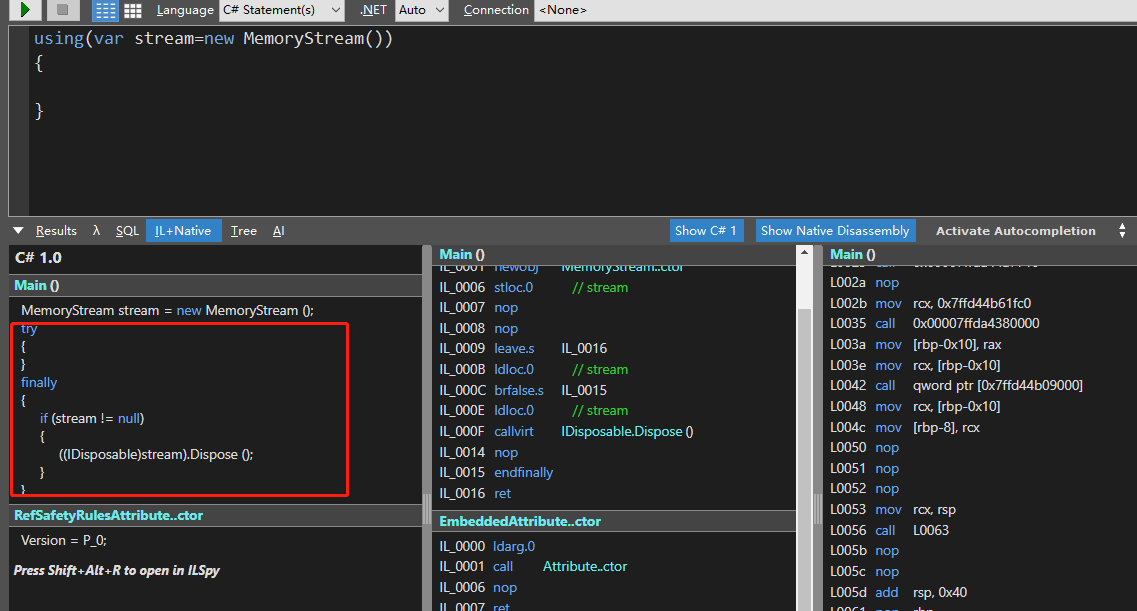 Language C# Statement(s) .NET Auto Connection <None>
using(var stream=new MemoryStream())
{
}
Results λ SQL IL+Native Tree AI Show C# 1 Show Native Disassembly Activate Autocompletion
C# 1.0
Main ()
MemoryStream stream = new MemoryStream ();
try
{
}
finally
{
if (stream != null)
{
((IDisposable)stream).Dispose ();
}
}
RefSafetyRulesAttribute..ctor
Version = P_0;
Press Shift+Alt+R to open in ILSpy
Main ()
IL_0001 newobj MemoryStream..ctor
IL_0006 stloc.0 // stream
IL_0007 nop
IL_0008 nop
IL_0009 leave.s IL_0016
IL_000B ldloc.0 // stream
IL_000C brfalse.s IL_0015
IL_000E ldloc.0 // stream
IL_000F callvirt IDisposable.Dispose ()
IL_0014 nop
IL_0015 endfinally
IL_0016 ret
EmbeddedAttribute..ctor
IL_0000 ldarg.0
IL_0001 call Attribute..ctor
IL_0006 nop
IL_0007 ret
Main ()
L002a nop
L002b mov rcx, 0x7ffd44b61fc0
L0035 call 0x00007ffda4380000
L003a mov [rbp-0x10], rax
L003e mov rcx, [rbp-0x10]
L0042 call qword ptr [0x7ffd44b09000]
L0048 mov rcx, [rbp-0x10]
L004c mov [rbp-8], rcx
L0050 nop
L0051 nop
L0052 nop
L0053 mov rcx, rsp
L0056 call L0063
L005b nop
L005c nop
L005d add rsp, 0x40
L0061 pop rbp